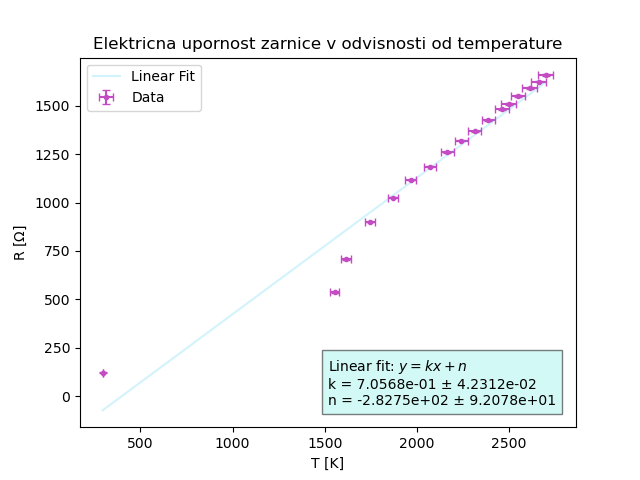 Elektricna upornost zarnice v odvisnosti od temperature
Linear Fit
Data
R [Ω]
1500
1250
1000
750
500
250
0
Linear fit: y = kx + n
k = 7.0568e-01 ± 4.2312e-02
n = -2.8275e+02 ± 9.2078e+01
500 1000 1500 2000 2500
T [K]